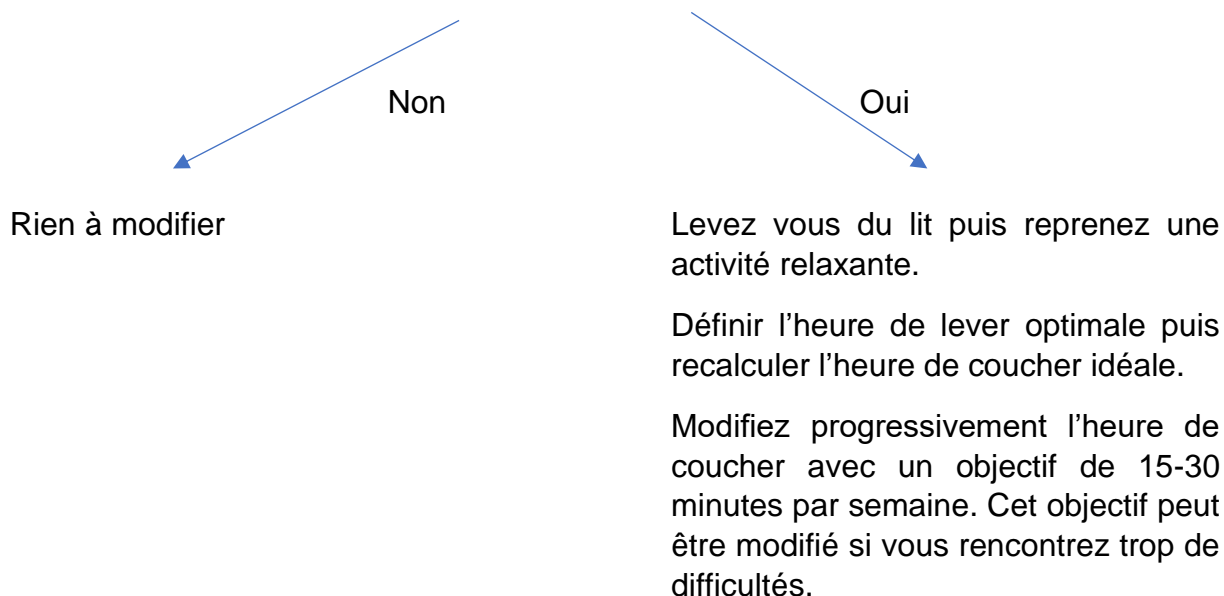 Non
Oui
Rien à modifier
Levez vous du lit puis reprenez une
activité relaxante.
Définir l’heure de lever optimale puis
recalculer l’heure de coucher idéale.
Modifiez progressivement l’heure de
coucher avec un objectif de 15-30
minutes par semaine. Cet objectif peut
être modifié si vous rencontrez trop de
difficultés.